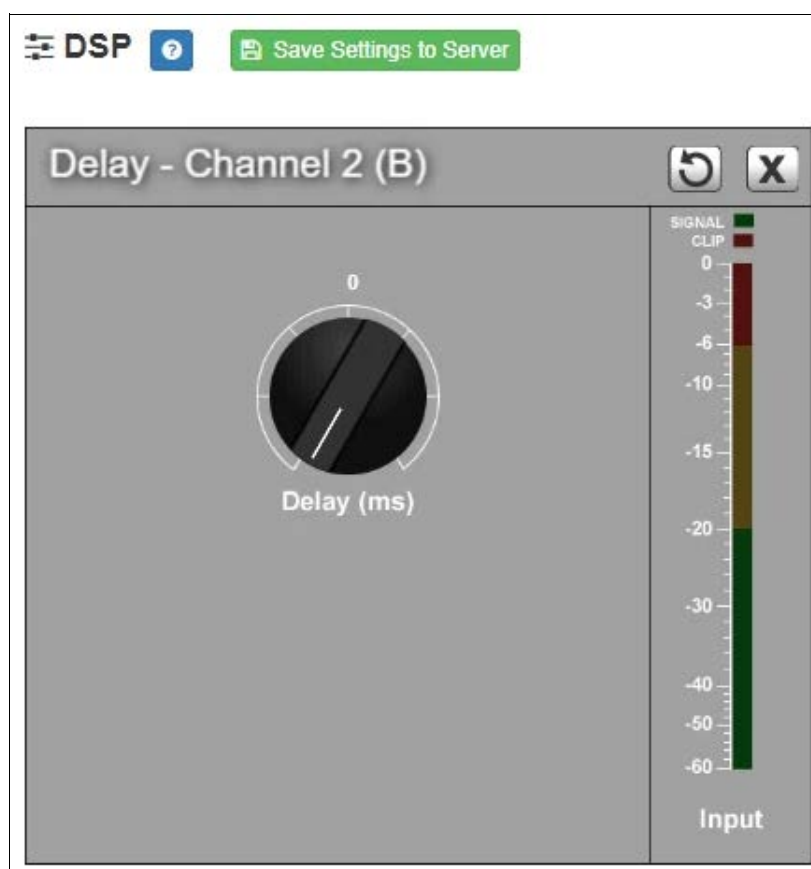 DSP ? Save Settings to Server
Delay - Channel 2 (B) X
SIGNAL
CLIP
0
-3
-6
-10
-15
-20
-30
-40
-50
-60
Input
0
Delay (ms)